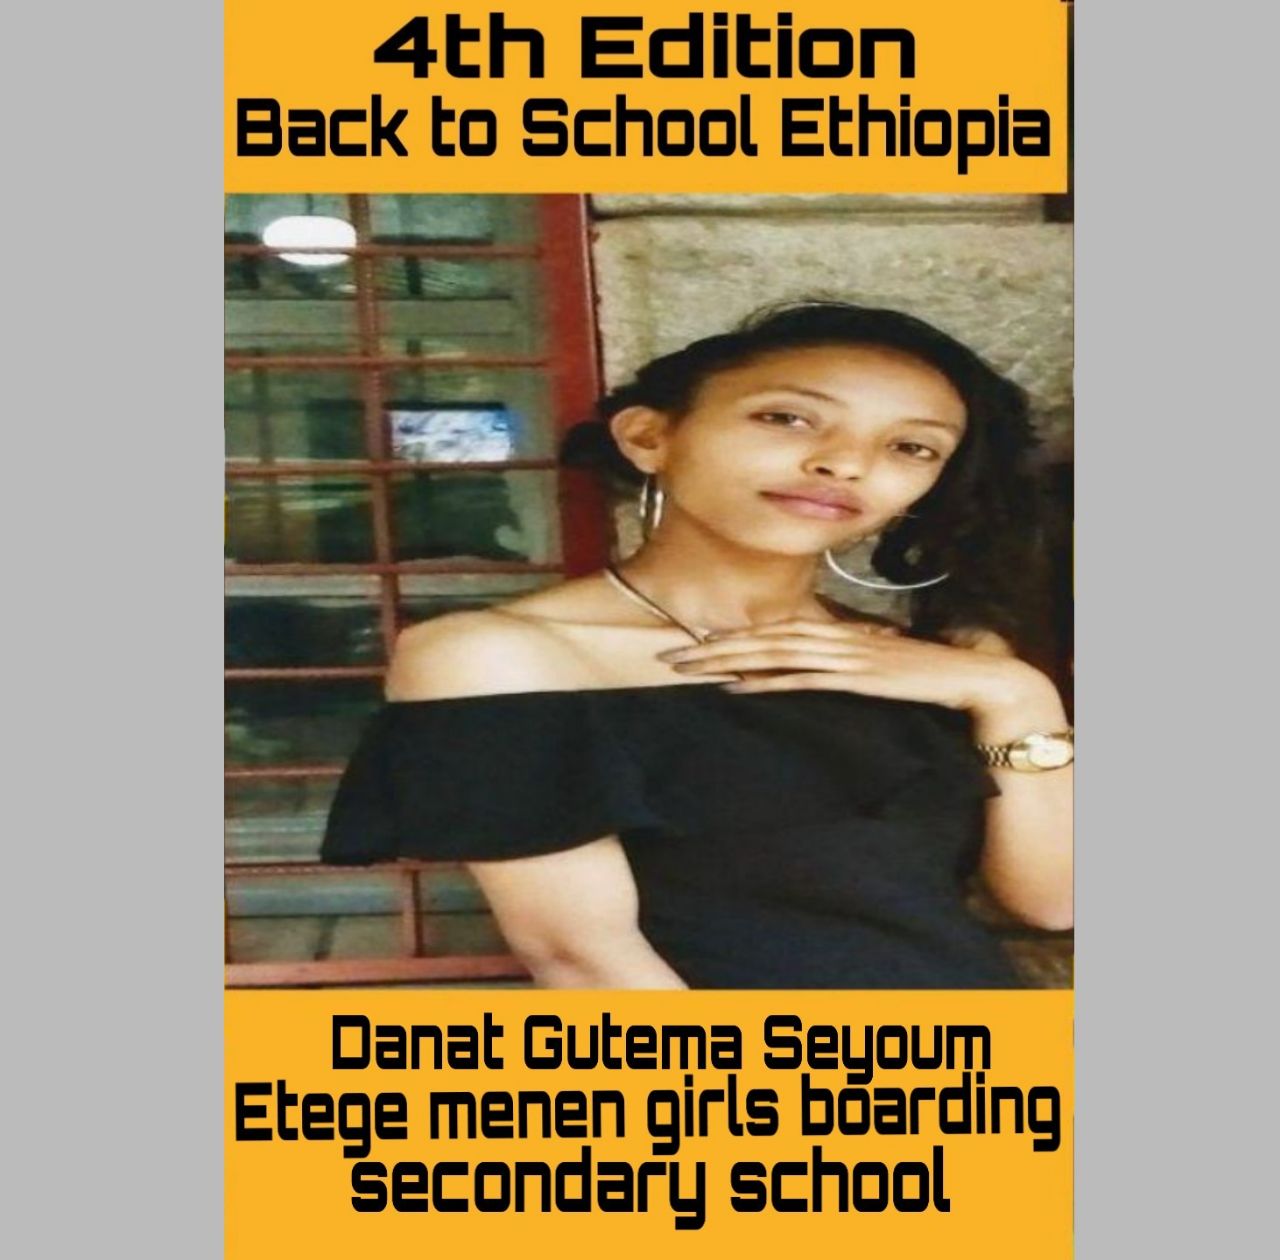 4th Edition
Back to School Ethiopia
Danat Gutema Seyoum
Etege menen girls boarding
secondary school